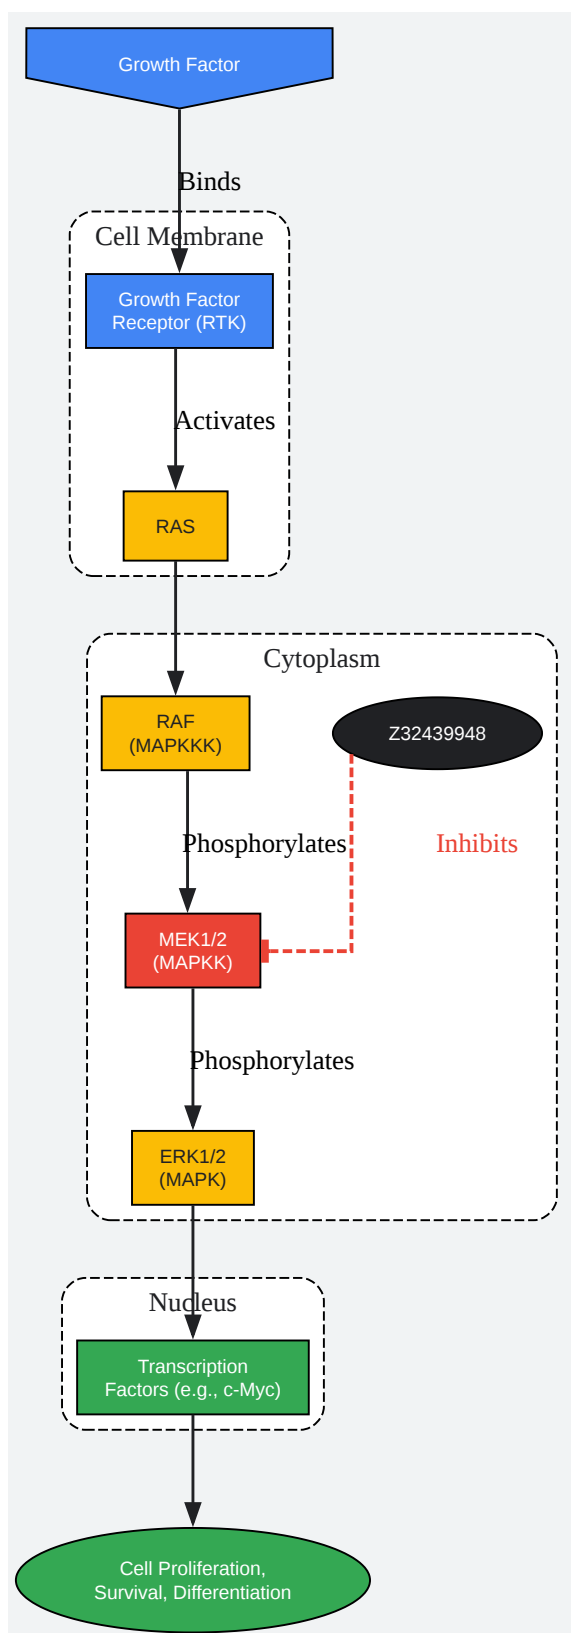 Growth Factor
Binds
Cell Membrane
Growth Factor
Receptor (RTK)
Activates
RAS
Cytoplasm
RAF
(MAPKKK)
Z32439948
Phosphorylates
Inhibits
MEK1/2
(MAPKK)
Phosphorylates
ERK1/2
(MAPK)
Nucleus
Transcription
Factors (e.g., c-Myc)
Cell Proliferation,
Survival, Differentiation